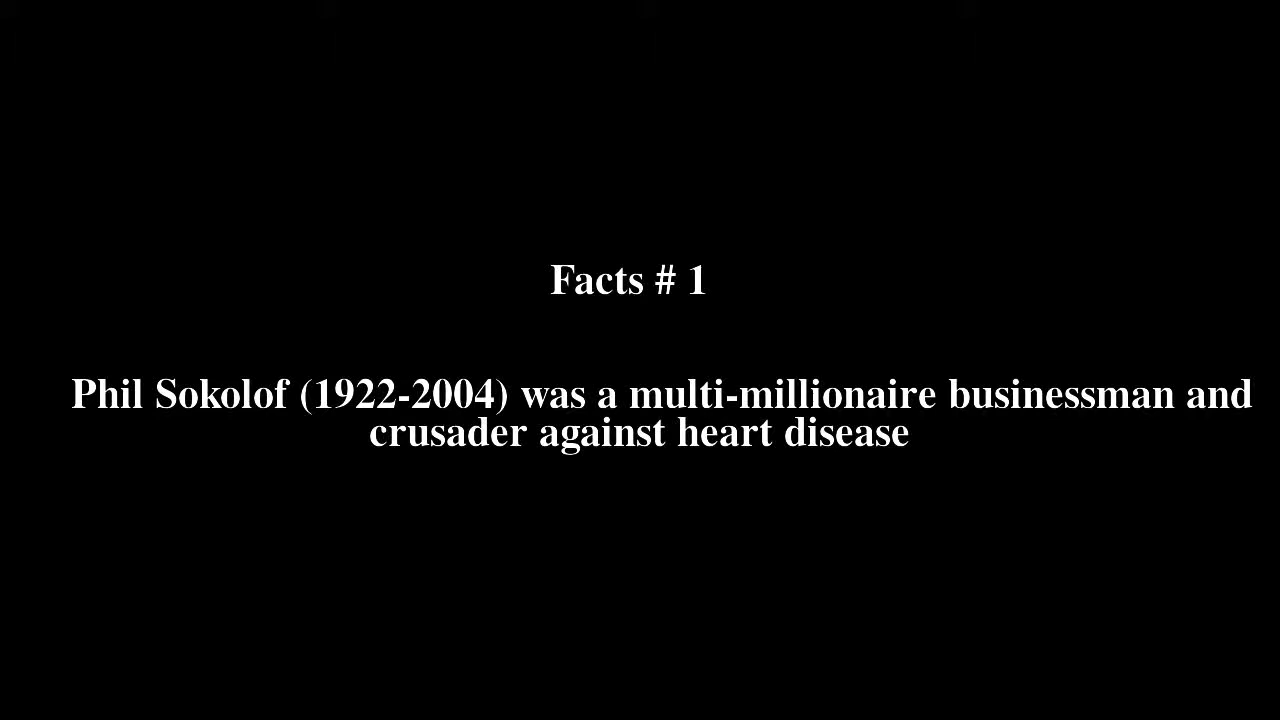 Facts # 1
Phil Sokolof (1922-2004) was a multi-millionaire businessman and
crusader against heart disease